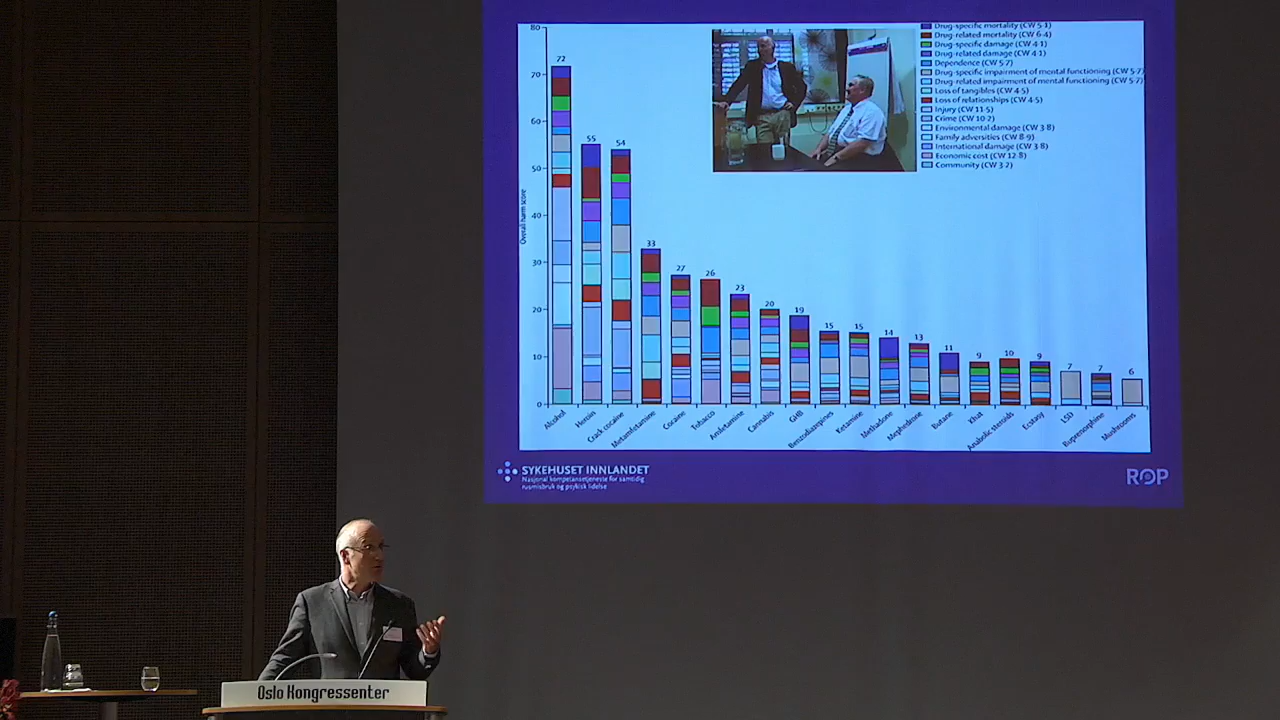 80
70
60
50
40
30
20
10
0
Overall harm score
72
55
54
33
27
26
23
20
19
15
15
14
13
11
9
10
9
7
7
6
Drug-specific mortality (CW 5·1)
Drug-related mortality (CW 6·4)
Drug-specific damage (CW 4·1)
Drug-related damage (CW 4·1)
Dependence (CW 5·7)
Drug-specific impairment of mental functioning (CW 5·7)
Drug-related impairment of mental functioning (CW 5·7)
Loss of tangibles (CW 4·5)
Loss of relationships (CW 4·5)
Injury (CW 11·5)
Crime (CW 10·2)
Environmental damage (CW 3·8)
Family adversities (CW 8·9)
International damage (CW 3·8)
Economic cost (CW 12·8)
Community (CW 3·2)
Alcohol
Heroin
Crack cocaine
Metamfetamine
Cocaine
Tobacco
Amfetamine
Cannabis
GHB
Benzodiazepines
Ketamine
Methadone
Mephedrone
Butane
Khat
Anabolic steroids
Ecstasy
LSD
Buprenorphine
Mushrooms
SYKEHUSET INNLANDET
Nasjonal kompetansetjeneste for samtidig
rusmisbruk og psykisk lidelse
ROP
Oslo Kongressenter